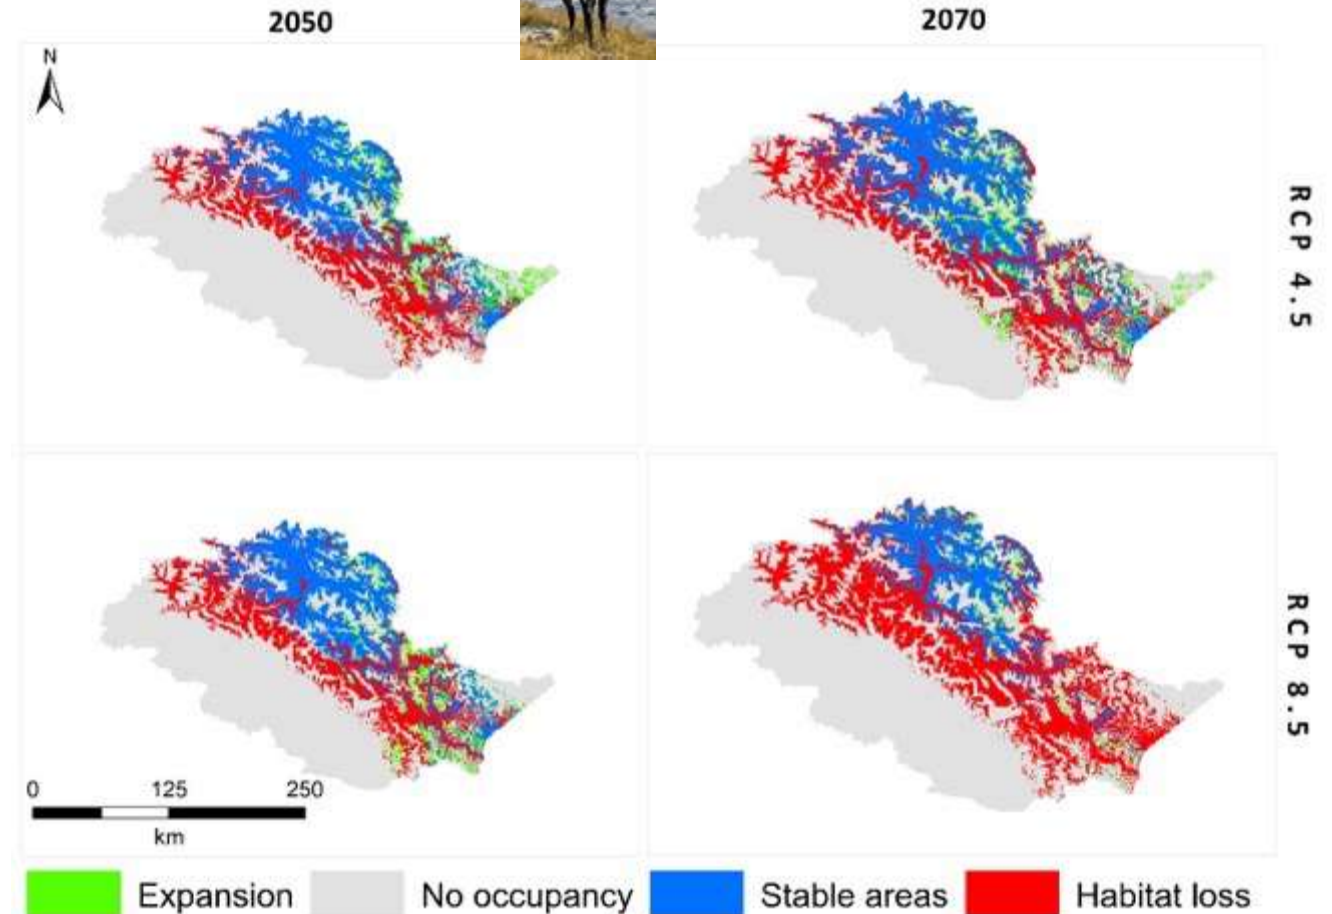 2050
2070
N
RCP 4.5
RCP 8.5
0 125 250
km
Expansion
No occupancy
Stable areas
Habitat loss